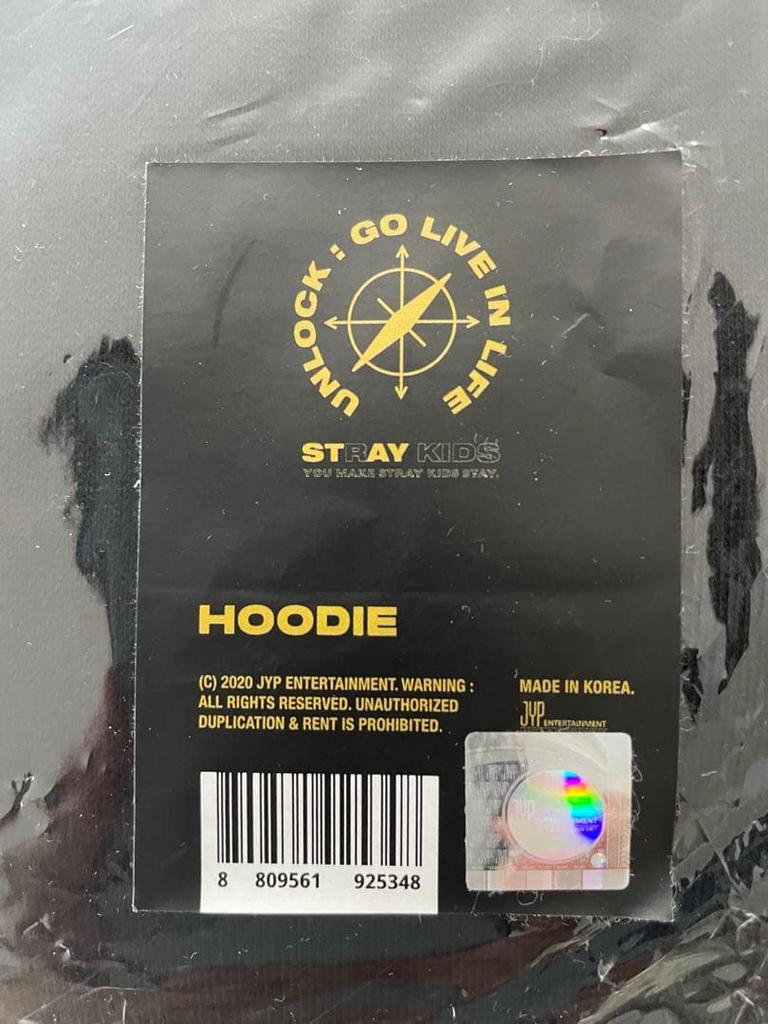 UNLOCK : GO LIVE IN LIFE
STRAY KIDS
YOU MAKE STRAY KIDS STAY.
HOODIE
(C) 2020 JYP ENTERTAINMENT. WARNING :
ALL RIGHTS RESERVED. UNAUTHORIZED
DUPLICATION & RENT IS PROHIBITED.
MADE IN KOREA.
JYP ENTERTAINMENT
8 809561 925348
JYP